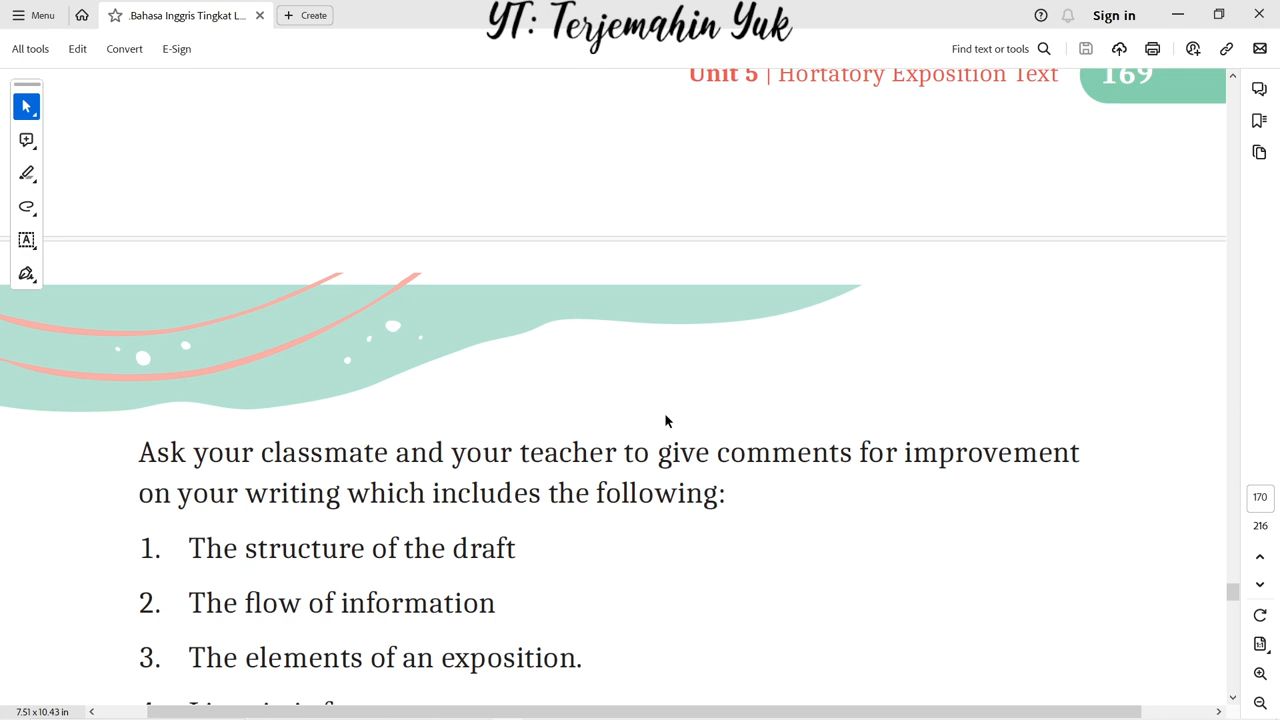 YT: Terjemahin Yuk
Menu
.Bahasa Inggris Tingkat L...
Create
Sign in
All tools
Edit
Convert
E-Sign
Find text or tools
Unit 5 | Hortatory Exposition Text
169
Ask your classmate and your teacher to give comments for improvement
on your writing which includes the following:
1. The structure of the draft
2. The flow of information
3. The elements of an exposition.
170
216
7.51 x 10.43 in